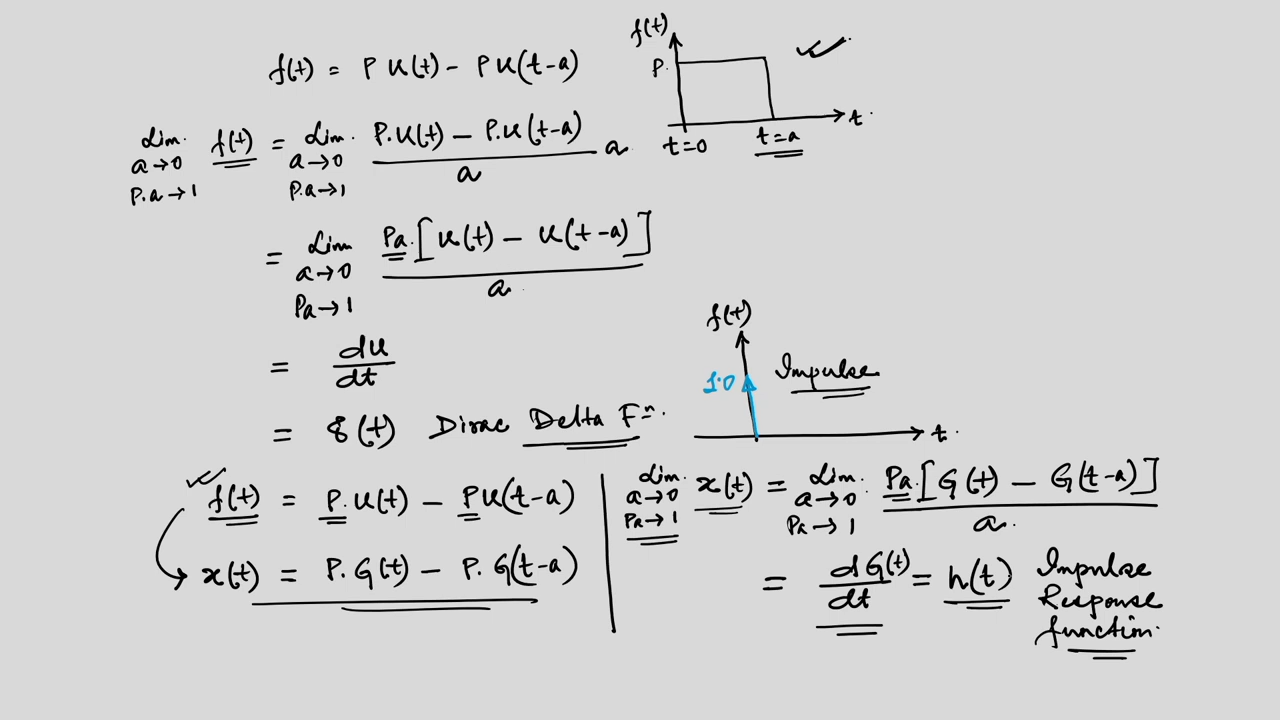 f(t) = P u(t) - P u(t-a)
f(t)
P.
t=0
t=a
t.
Lim. a→0 P.a→1 f(t) = Lim. a→0 P.a→1 P.u(t) - P.u(t-a) / a a
= Lim a→0 Pa→1 Pa.[u(t) - u(t-a)] / a
= du/dt
= δ(t) Dirac Delta Fn.
f(t)
1.0
Impulse
t.
f(t) = P.u(t) - Pu(t-a)
x(t) = P.G(t) - P.G(t-a)
Lim. a→0 Pa→1 x(t) = Lim. a→0 Pa→1 Pa.[G(t) - G(t-a)] / a.
= dG(t)/dt = h(t) Impulse
Response
function.